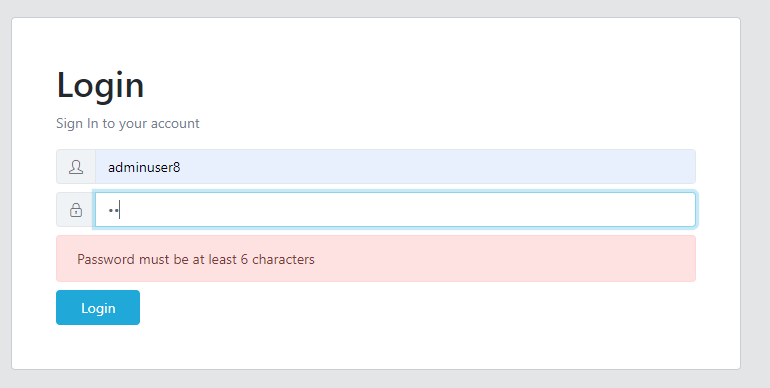 Login
Sign In to your account
adminuser8
••
Password must be at least 6 characters
Login